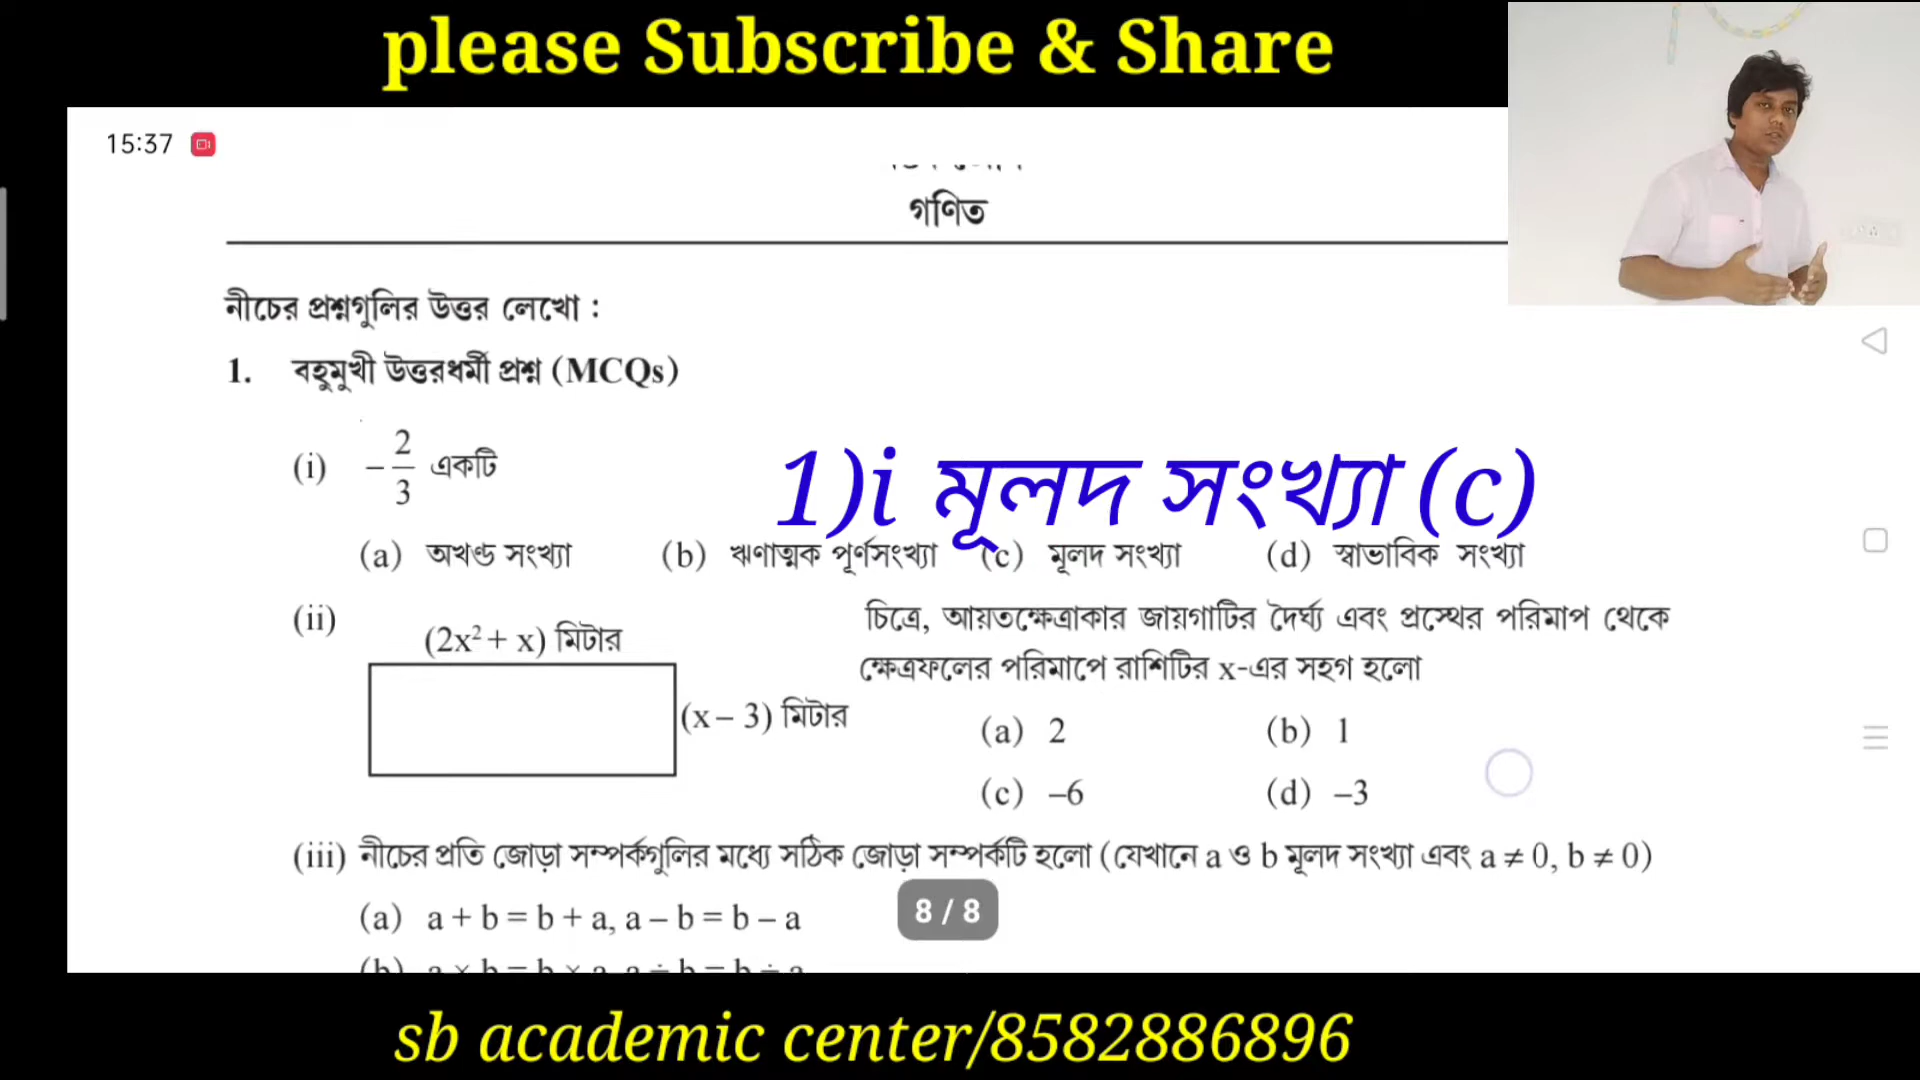 please Subscribe & Share
15:37
গণিত
নীচের প্রশ্নগুলির উত্তর লেখো :
1. বহুমুখী উত্তরধর্মী প্রশ্ন (MCQs)
(i) –2/3 একটি
1)i মূলদ সংখ্যা (c)
(a) অখণ্ড সংখ্যা (b) ঋণাত্মক পূর্ণসংখ্যা (c) মূলদ সংখ্যা (d) স্বাভাবিক সংখ্যা
(ii) (2x² + x) মিটার
(x – 3) মিটার
চিত্রে, আয়তক্ষেত্রাকার জায়গাটির দৈর্ঘ্য এবং প্রস্থের পরিমাপ থেকে
ক্ষেত্রফলের পরিমাপে রাশিটির x-এর সহগ হলো
(a) 2 (b) 1
(c) –6 (d) –3
(iii) নীচের প্রতি জোড়া সম্পর্কগুলির মধ্যে সঠিক জোড়া সম্পর্কটি হলো (যেখানে a ও b মূলদ সংখ্যা এবং a ≠ 0, b ≠ 0)
(a) a + b = b + a, a – b = b – a
8 / 8
(b) a × b = b × a, a ÷ b = b ÷ a
sb academic center/8582886896